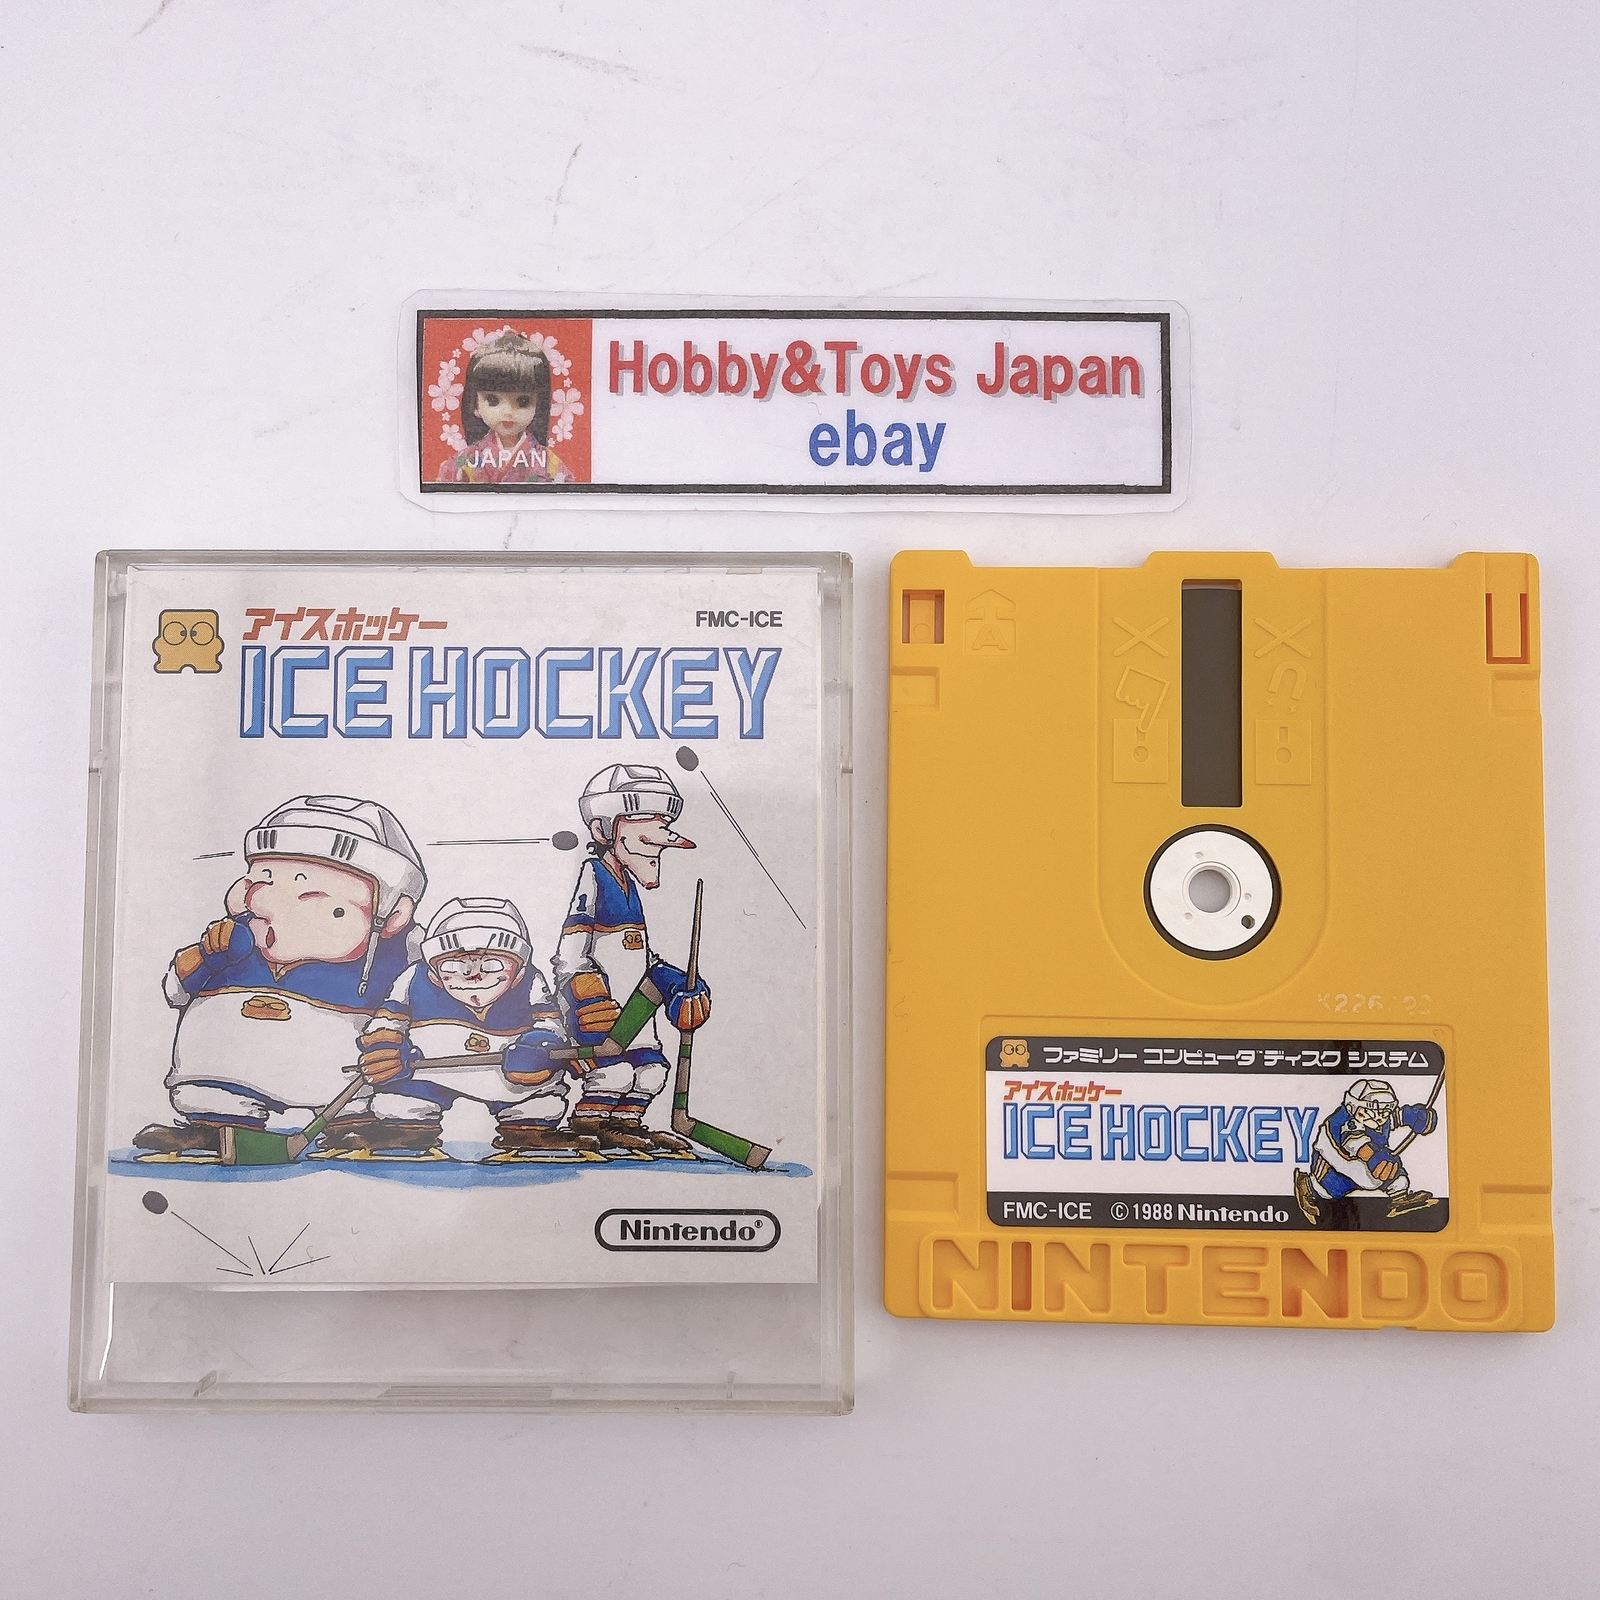 Hobby&Toys Japan
ebay
JAPAN
アイスホッケー
FMC-ICE
ICE HOCKEY
1
Nintendo®
A
ファミリー コンピュータ ディスク システム
アイスホッケー
ICE HOCKEY
FMC-ICE ©1988 Nintendo
NINTENDO